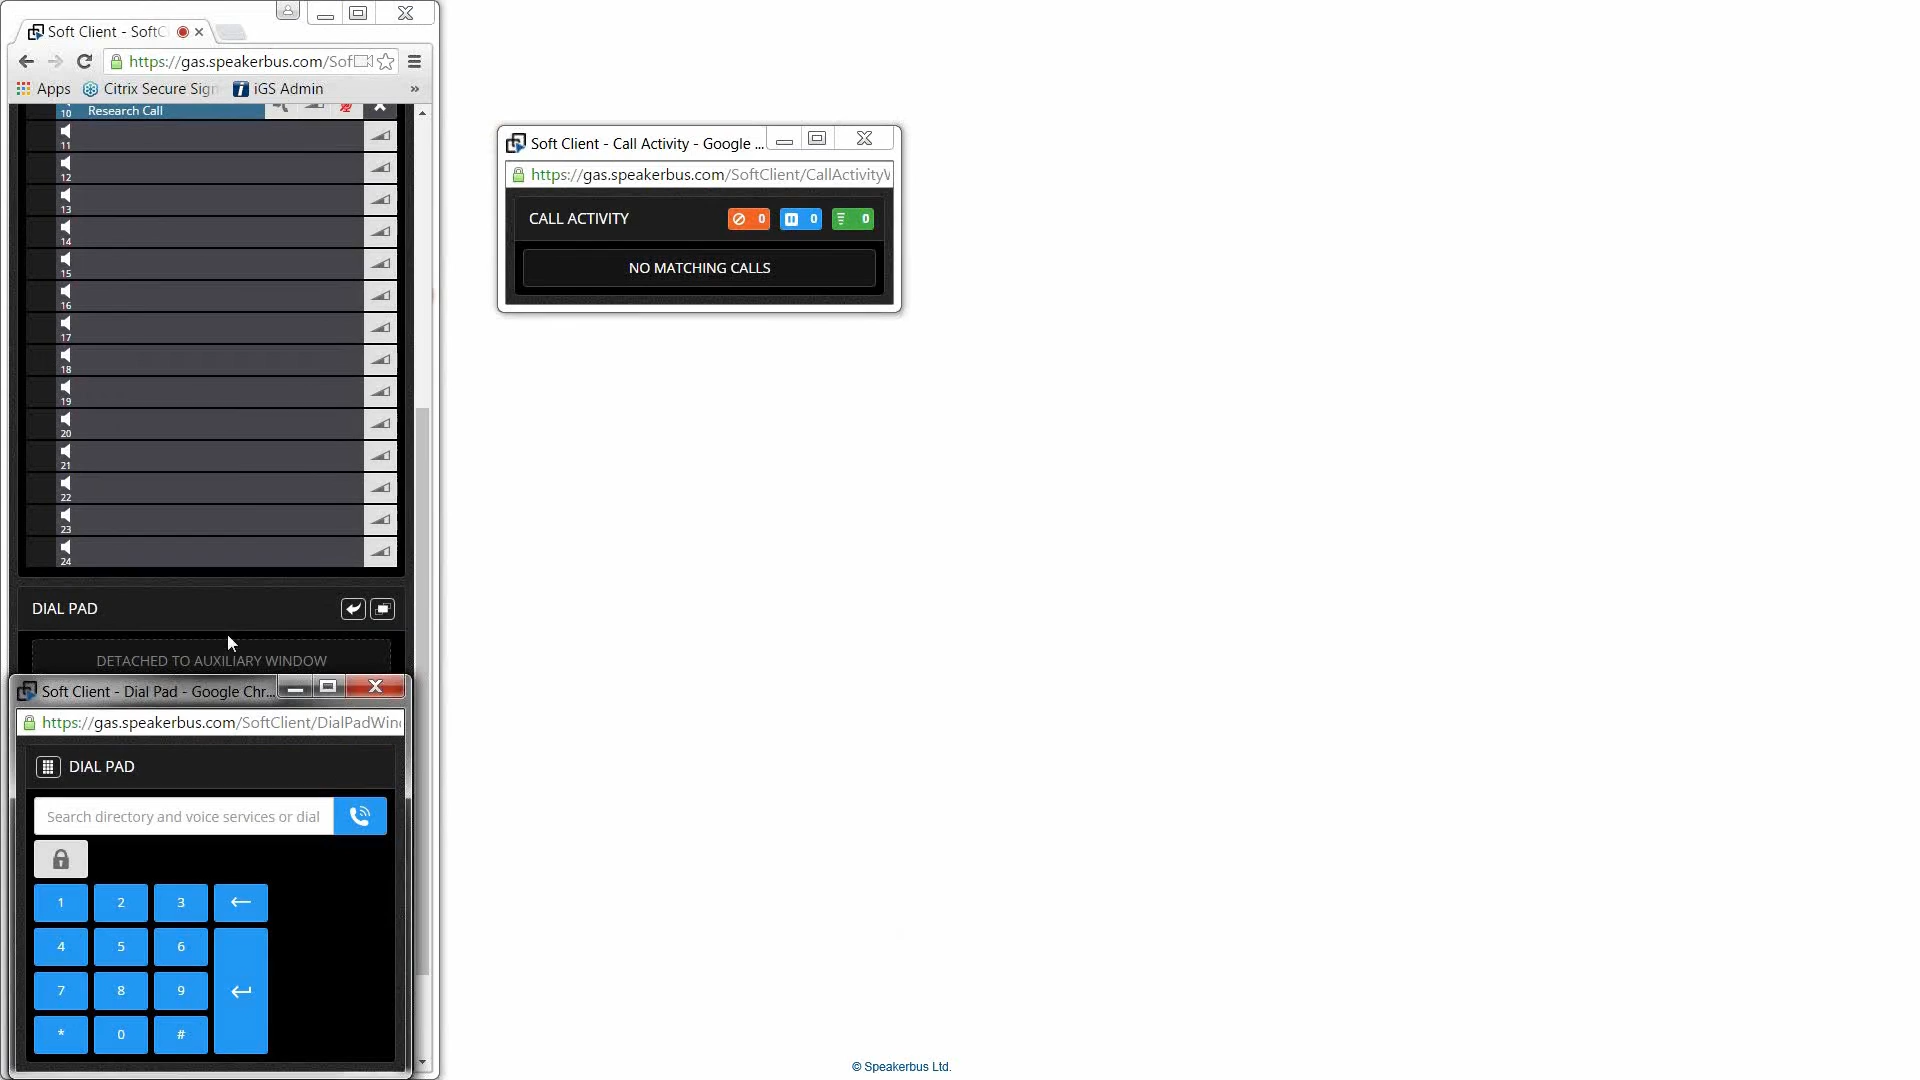 Soft Client - SoftC
https://gas.speakerbus.com/Sof
Apps
Citrix Secure Sign
iGS Admin
»
10 Research Call
11
12
13
14
15
16
17
18
19
20
21
22
23
24
DIAL PAD
DETACHED TO AUXILIARY WINDOW
Soft Client - Dial Pad - Google Chr...
https://gas.speakerbus.com/SoftClient/DialPadWind
DIAL PAD
Search directory and voice services or dial
1 2 3
4 5 6
7 8 9
* 0 #
Soft Client - Call Activity - Google ...
https://gas.speakerbus.com/SoftClient/CallActivityW
CALL ACTIVITY
0 0 0
NO MATCHING CALLS
© Speakerbus Ltd.